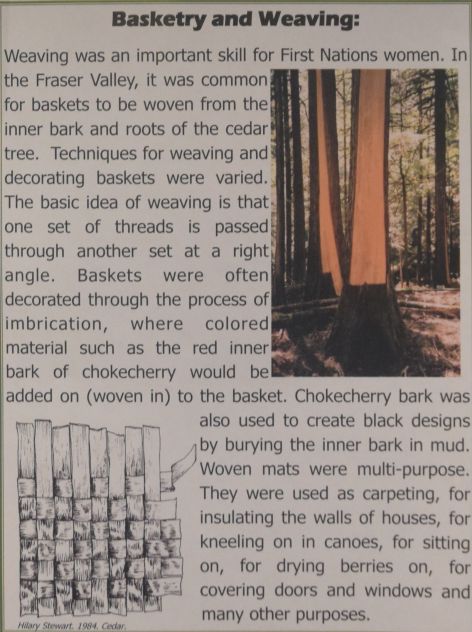 Basketry and Weaving:
Weaving was an important skill for First Nations women. In
the Fraser Valley, it was common
for baskets to be woven from the
inner bark and roots of the cedar
tree. Techniques for weaving and
decorating baskets were varied.
The basic idea of weaving is that
one set of threads is passed
through another set at a right
angle. Baskets were often
decorated through the process of
imbrication, where colored
material such as the red inner
bark of chokecherry would be
added on (woven in) to the basket. Chokecherry bark was
also used to create black designs
by burying the inner bark in mud.
Woven mats were multi-purpose.
They were used as carpeting, for
insulating the walls of houses, for
kneeling on in canoes, for sitting
on, for drying berries on, for
covering doors and windows and
many other purposes.
Hilary Stewart. 1984. Cedar.